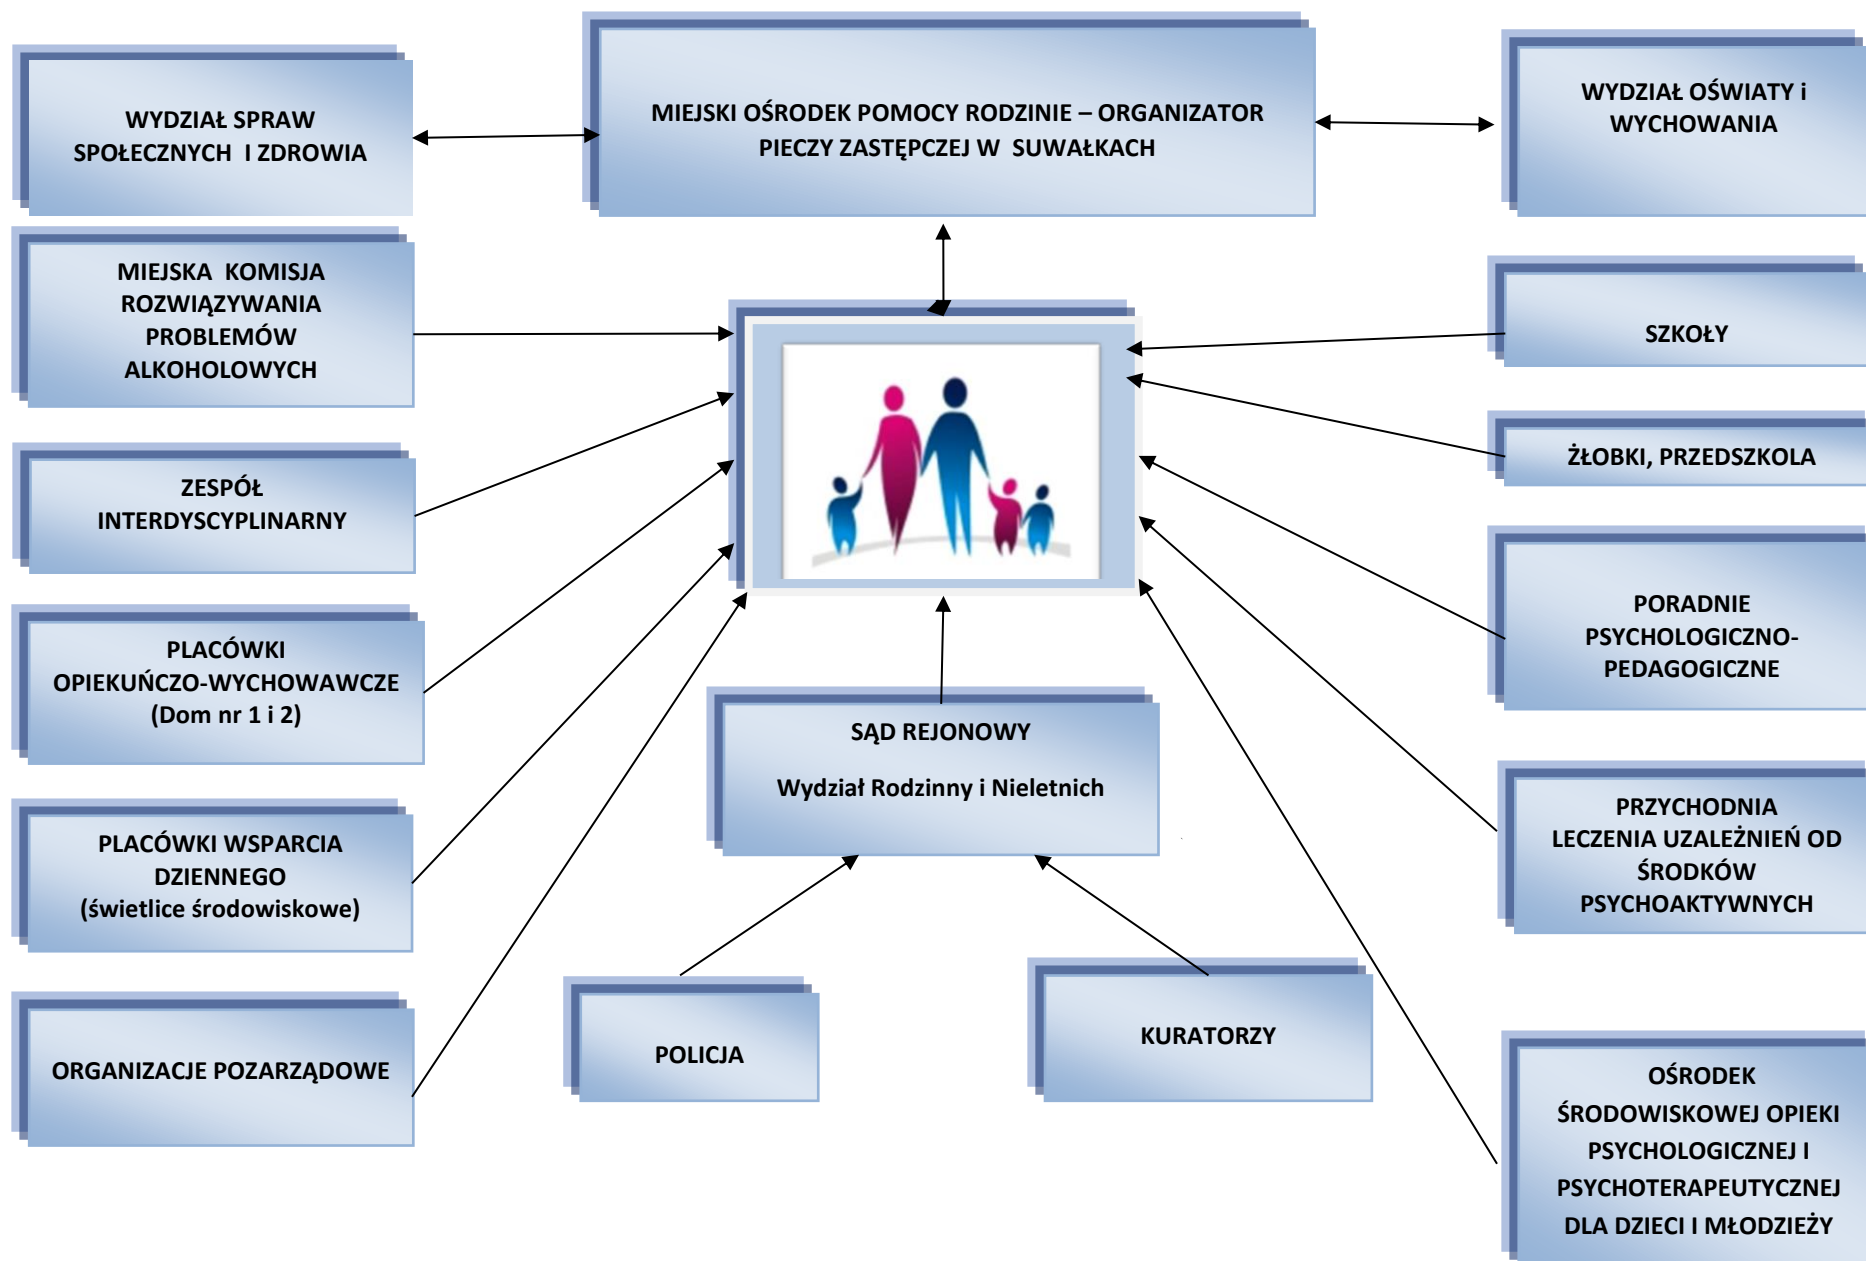 WYDZIAŁ SPRAW
SPOŁECZNYCH I ZDROWIA
MIEJSKI OŚRODEK POMOCY RODZINIE – ORGANIZATOR
PIECZY ZASTĘPCZEJ W SUWAŁKACH
WYDZIAŁ OŚWIATY i
WYCHOWANIA
MIEJSKA KOMISJA
ROZWIĄZYWANIA
PROBLEMÓW
ALKOHOLOWYCH
ZESPÓŁ
INTERDYSCYPLINARNY
PLACÓWKI
OPIEKUŃCZO-WYCHOWAWCZE
(Dom nr 1 i 2)
PLACÓWKI WSPARCIA
DZIENNEGO
(świetlice środowiskowe)
ORGANIZACJE POZARZĄDOWE
SĄD REJONOWY
Wydział Rodzinny i Nieletnich
POLICJA
KURATORZY
SZKOŁY
ŻŁOBKI, PRZEDSZKOLA
PORADNIE
PSYCHOLOGICZNO-
PEDAGOGICZNE
PRZYCHODNIA
LECZENIA UZALEŻNIEŃ OD
ŚRODKÓW
PSYCHOAKTYWNYCH
OŚRODEK
ŚRODOWISKOWEJ OPIEKI
PSYCHOLOGICZNEJ I
PSYCHOTERAPEUTYCZNEJ
DLA DZIECI I MŁODZIEŻY